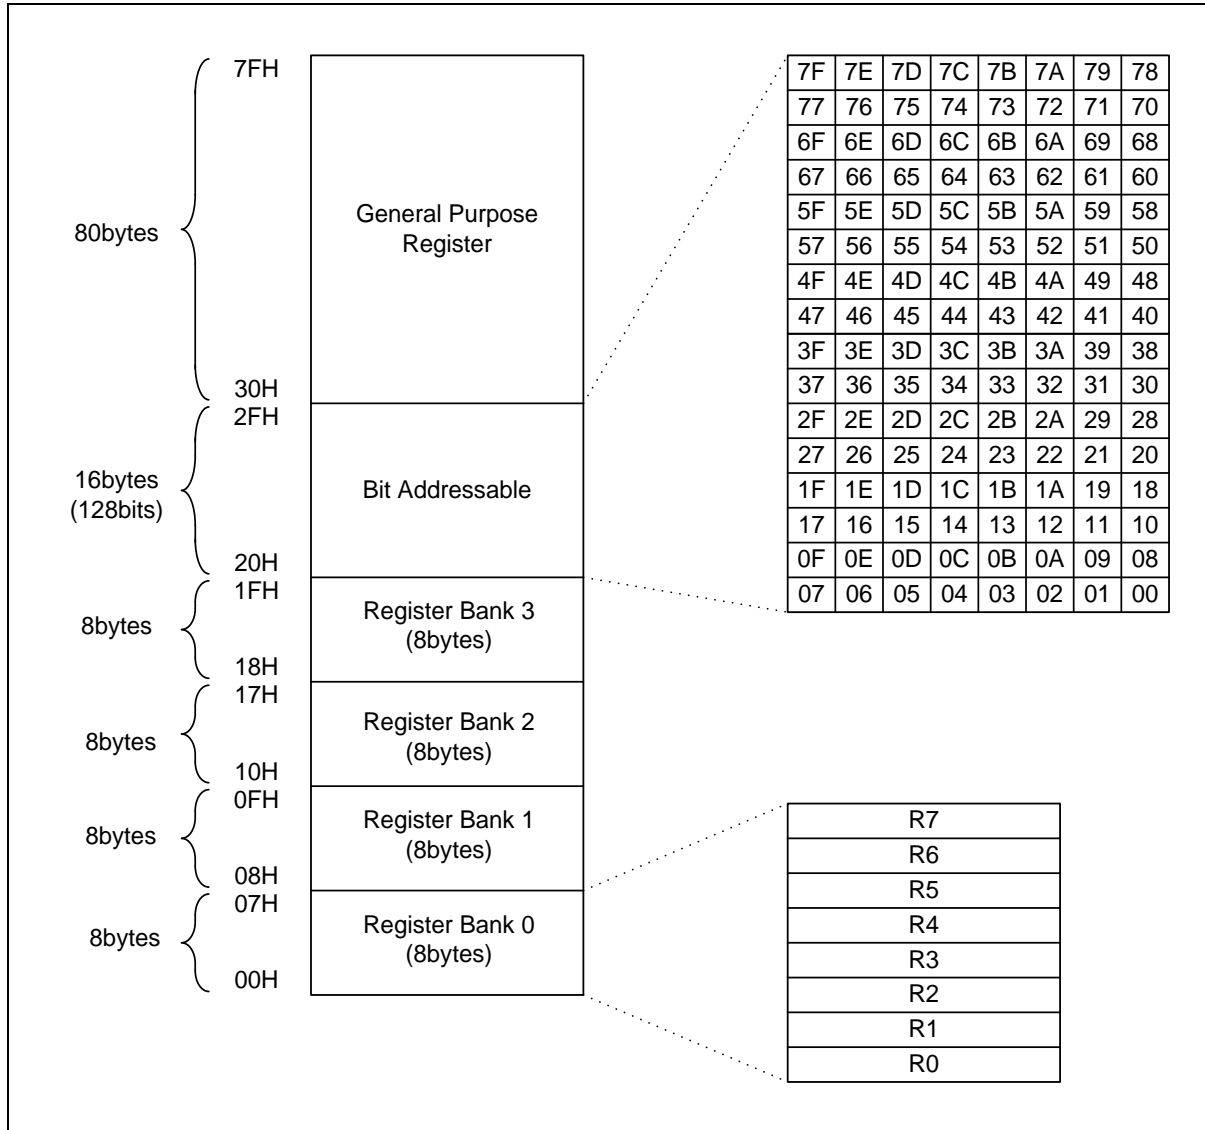 7FH
80bytes
General Purpose
Register
30H
2FH
16bytes
(128bits)
Bit Addressable
20H
1FH
8bytes
Register Bank 3
(8bytes)
18H
17H
8bytes
Register Bank 2
(8bytes)
10H
0FH
8bytes
Register Bank 1
(8bytes)
08H
07H
8bytes
Register Bank 0
(8bytes)
00H
7F 7E 7D 7C 7B 7A 79 78
77 76 75 74 73 72 71 70
6F 6E 6D 6C 6B 6A 69 68
67 66 65 64 63 62 61 60
5F 5E 5D 5C 5B 5A 59 58
57 56 55 54 53 52 51 50
4F 4E 4D 4C 4B 4A 49 48
47 46 45 44 43 42 41 40
3F 3E 3D 3C 3B 3A 39 38
37 36 35 34 33 32 31 30
2F 2E 2D 2C 2B 2A 29 28
27 26 25 24 23 22 21 20
1F 1E 1D 1C 1B 1A 19 18
17 16 15 14 13 12 11 10
0F 0E 0D 0C 0B 0A 09 08
07 06 05 04 03 02 01 00
R7
R6
R5
R4
R3
R2
R1
R0